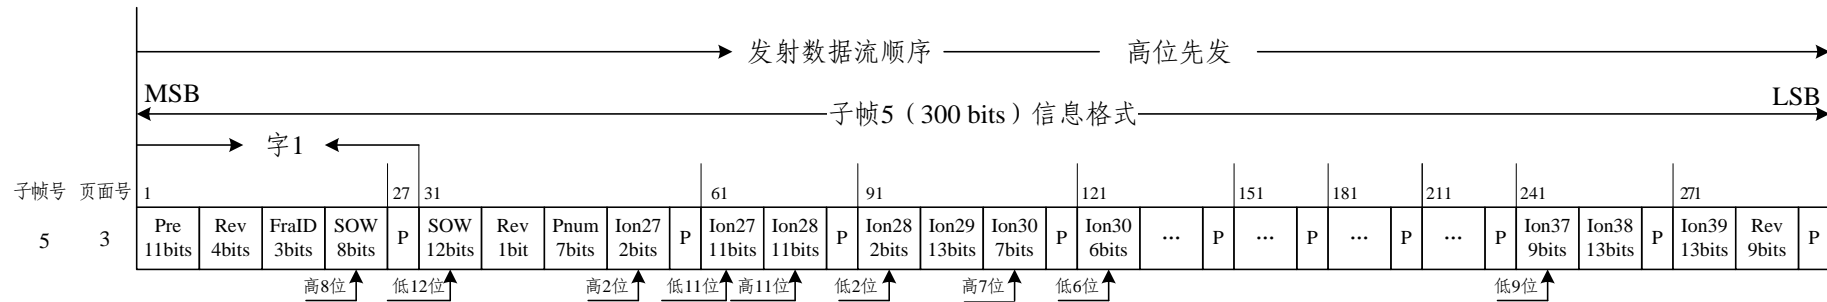 发射数据流顺序 高位先发
MSB LSB
子帧5（300 bits）信息格式
字1
子帧号 页面号 1 27 31 61 91 121 151 181 211 241 271
Pre Rev FraID SOW P SOW Rev Pnum Ion27 P Ion27 Ion28 P Ion28 Ion29 Ion30 P Ion30 … P … P … P … P Ion37 Ion38 P Ion39 Rev P
5 3 11bits 4bits 3bits 8bits 12bits 1bit 7bits 2bits 11bits 11bits 2bits 13bits 7bits 6bits 9bits 13bits 13bits 9bits
高8位 低12位 高2位 低11位 高11位 低2位 高7位 低6位 低9位